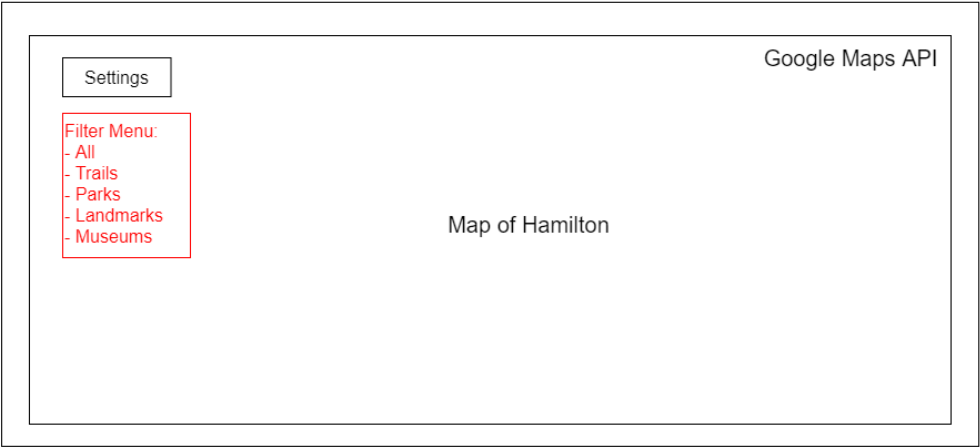 Google Maps API
Settings
Filter Menu:
- All
- Trails
- Parks
- Landmarks
- Museums
Map of Hamilton